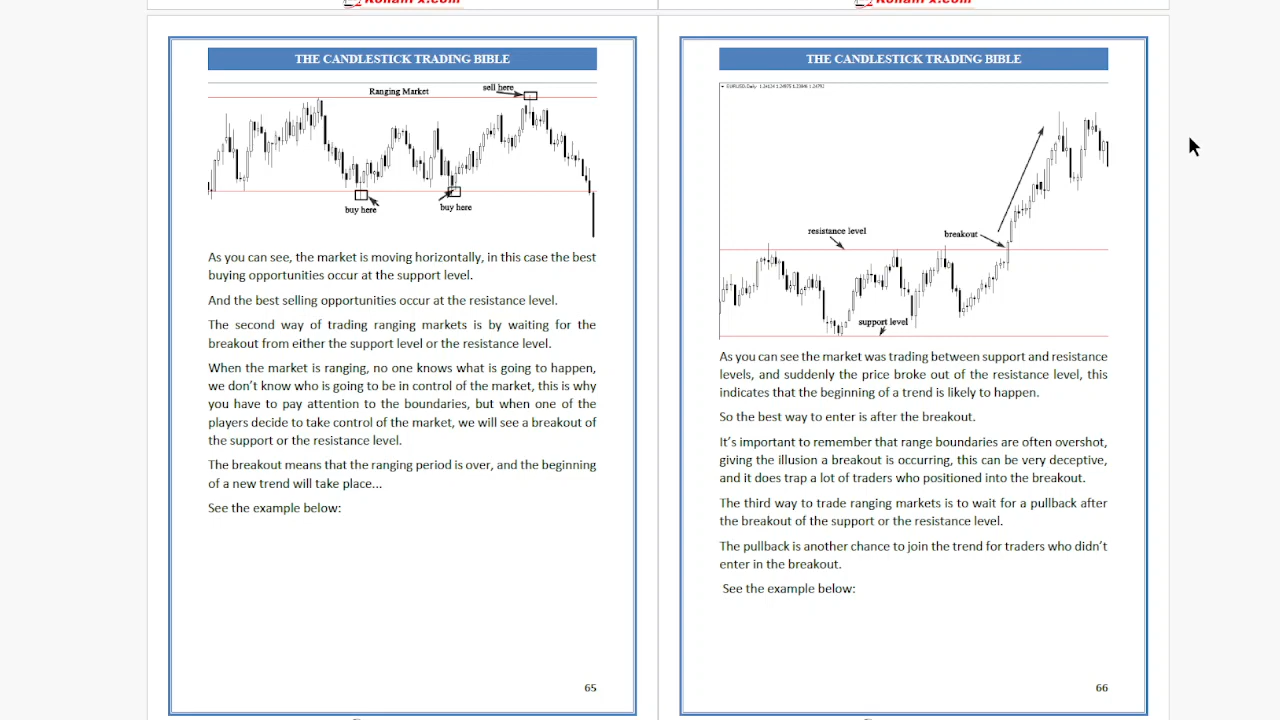 THE CANDLESTICK TRADING BIBLE
Ranging Market
sell here
buy here
buy here
As you can see, the market is moving horizontally, in this case the best
buying opportunities occur at the support level.
And the best selling opportunities occur at the resistance level.
The second way of trading ranging markets is by waiting for the
breakout from either the support level or the resistance level.
When the market is ranging, no one knows what is going to happen,
we don’t know who is going to be in control of the market, this is why
you have to pay attention to the boundaries, but when one of the
players decide to take control of the market, we will see a breakout of
the support or the resistance level.
The breakout means that the ranging period is over, and the beginning
of a new trend will take place...
See the example below:
65
THE CANDLESTICK TRADING BIBLE
resistance level
breakout
support level
As you can see the market was trading between support and resistance
levels, and suddenly the price broke out of the resistance level, this
indicates that the beginning of a trend is likely to happen.
So the best way to enter is after the breakout.
It’s important to remember that range boundaries are often overshot,
giving the illusion a breakout is occurring, this can be very deceptive,
and it does trap a lot of traders who positioned into the breakout.
The third way to trade ranging markets is to wait for a pullback after
the breakout of the support or the resistance level.
The pullback is another chance to join the trend for traders who didn’t
enter in the breakout.
See the example below:
66